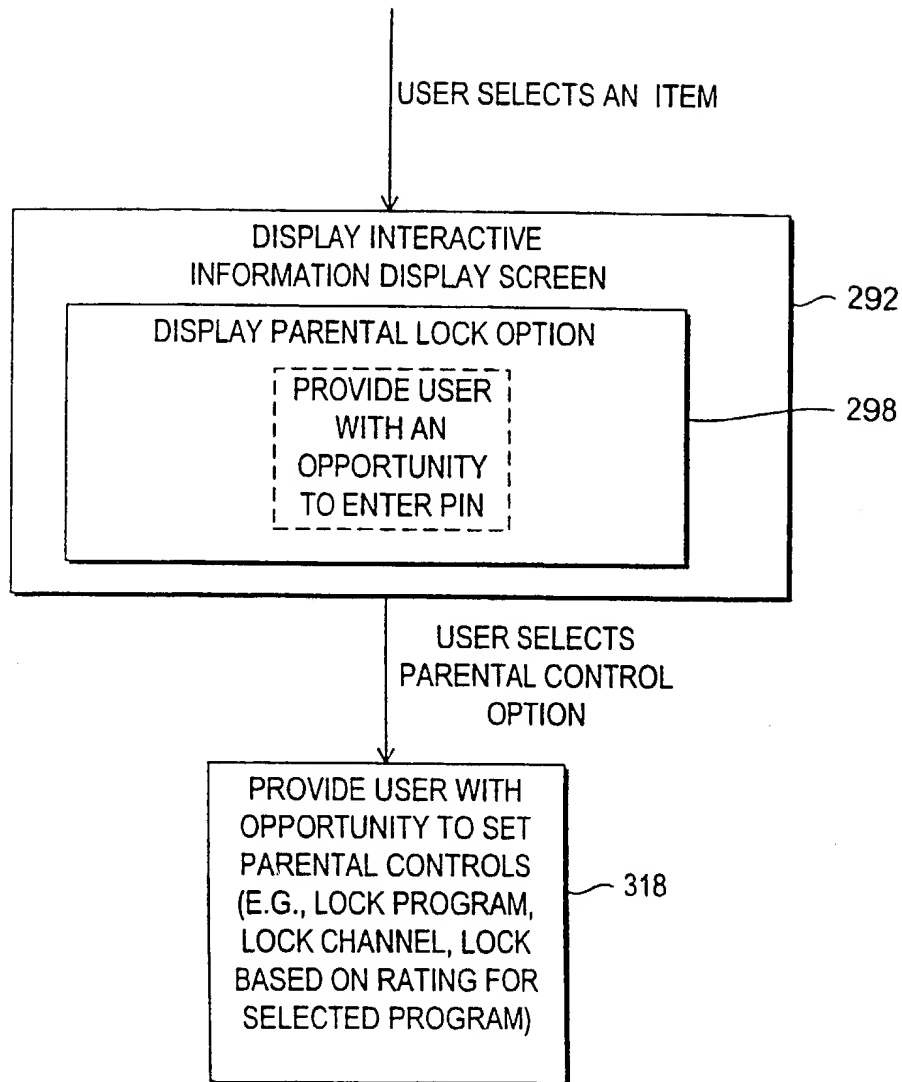 USER SELECTS AN ITEM
DISPLAY INTERACTIVE
INFORMATION DISPLAY SCREEN
292
DISPLAY PARENTAL LOCK OPTION
PROVIDE USER
WITH AN
OPPORTUNITY
TO ENTER PIN
298
USER SELECTS
PARENTAL CONTROL
OPTION
PROVIDE USER WITH
OPPORTUNITY TO SET
PARENTAL CONTROLS
(E.G., LOCK PROGRAM,
LOCK CHANNEL, LOCK
BASED ON RATING FOR
SELECTED PROGRAM)
318